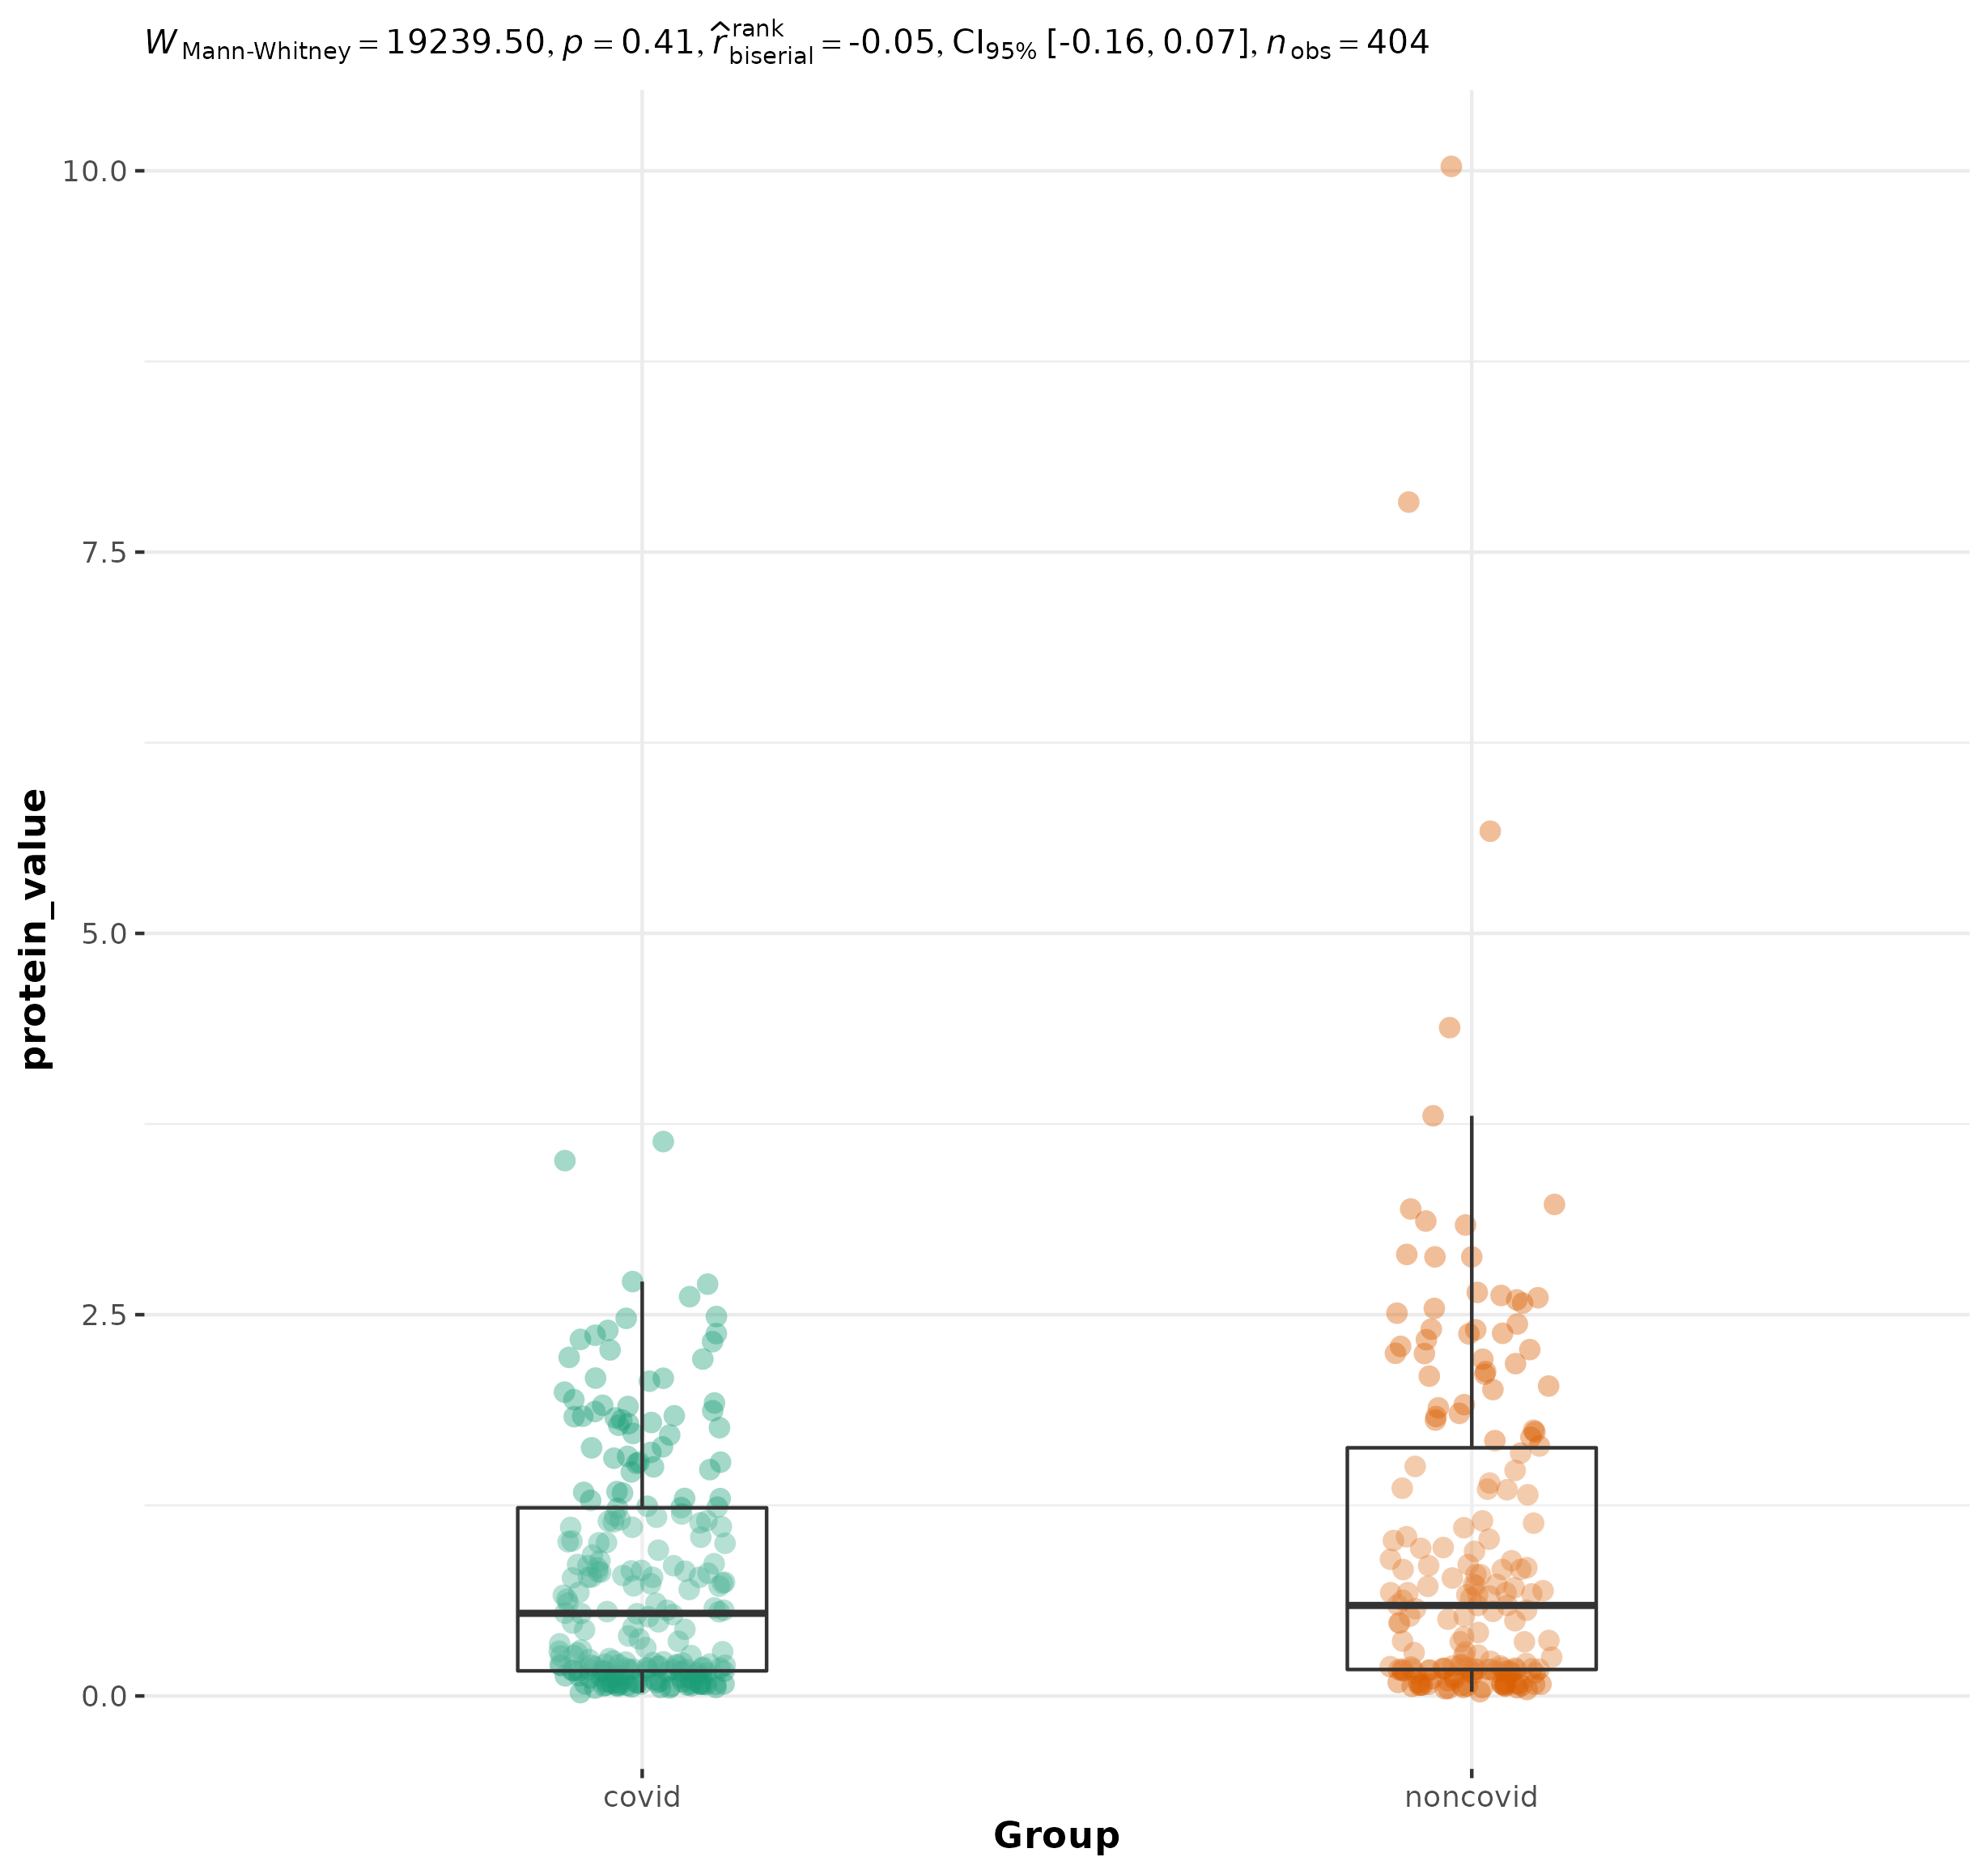 W Mann-Whitney = 19239.50, p = 0.41, r̂ rank biserial = -0.05, CI95% [-0.16, 0.07], n obs = 404
10.0
7.5
5.0
2.5
0.0
protein_value
covid noncovid
Group